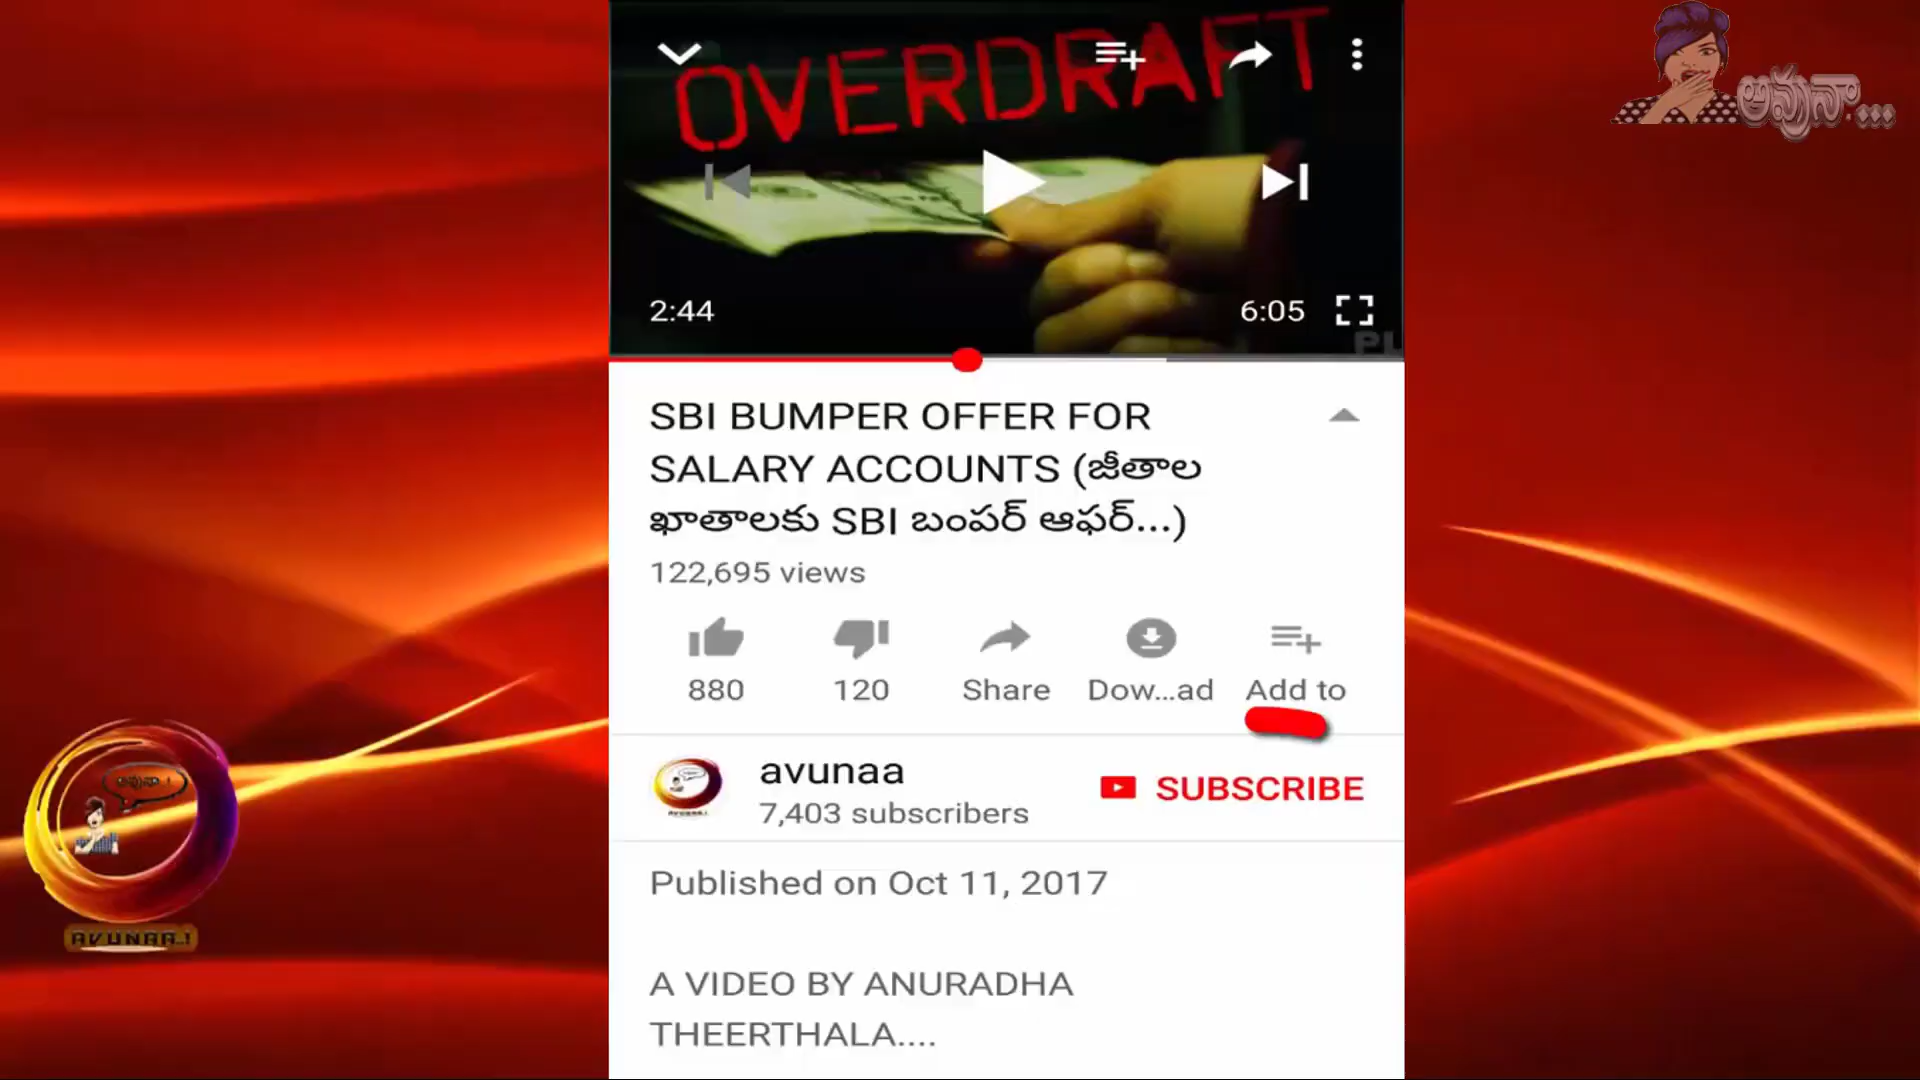 OVERDRAFT
అవునా...
2:44
6:05
PL
SBI BUMPER OFFER FOR
SALARY ACCOUNTS (జీతాల
ఖాతాలకు SBI బంపర్ ఆఫర్...)
122,695 views
880
120
Share
Dow...ad
Add to
avunaa
7,403 subscribers
SUBSCRIBE
అవునా !
AVUNAA..!
Published on Oct 11, 2017
A VIDEO BY ANURADHA
THEERTHALA....